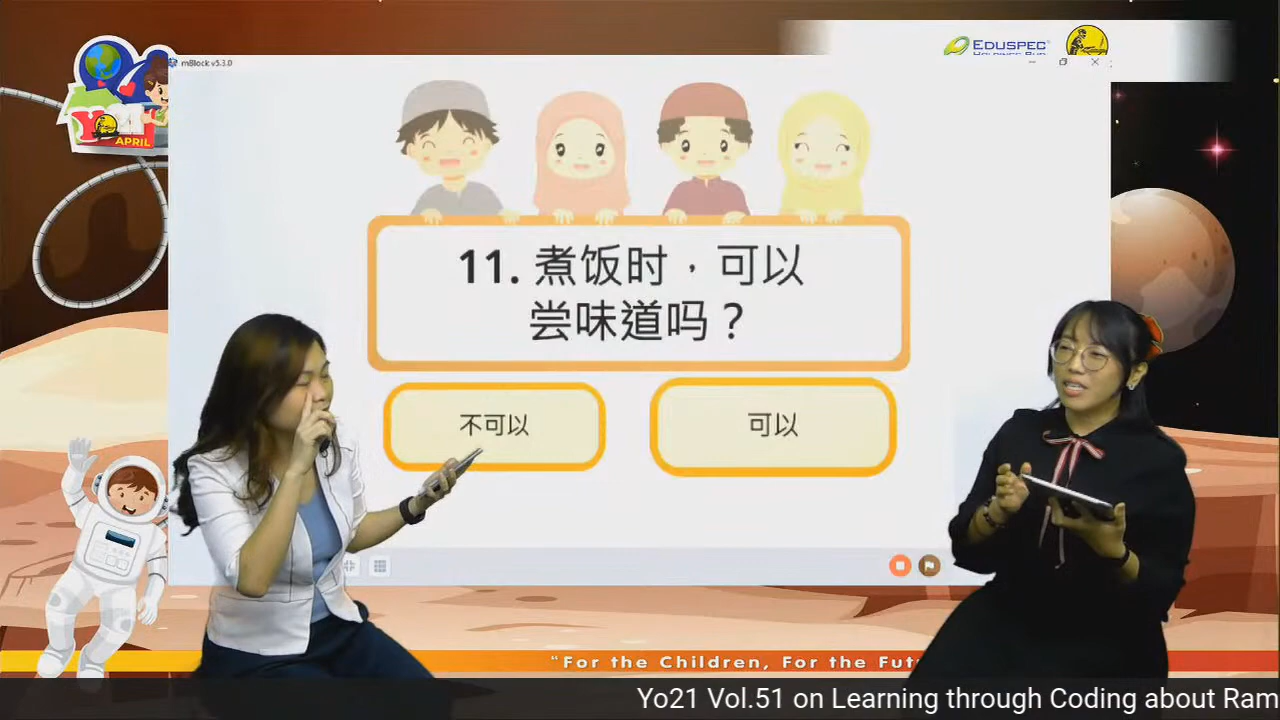 EDUSPEC
mBlock v5.3.0
Yo21
APRIL
11. 煮饭时，可以
尝味道吗？
不可以
可以
"For the Children, For the Fut
Yo21 Vol.51 on Learning through Coding about Ram